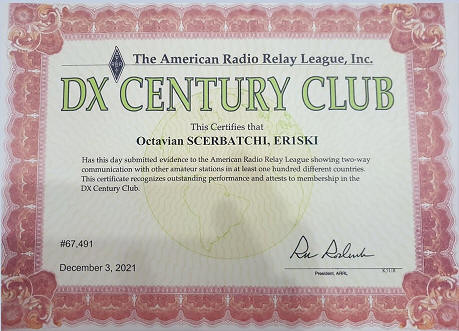 The American Radio Relay League, Inc.
DX CENTURY CLUB
This Certifies that
Octavian SCERBATCHI, ER1SKI
Has this day submitted evidence to the American Radio Relay League showing two-way
communication with other amateur stations in at least one hundred different countries.
This certificate recognizes outstanding performance and attests to membership in the
DX Century Club.
#67,491
December 3, 2021
President, ARRL